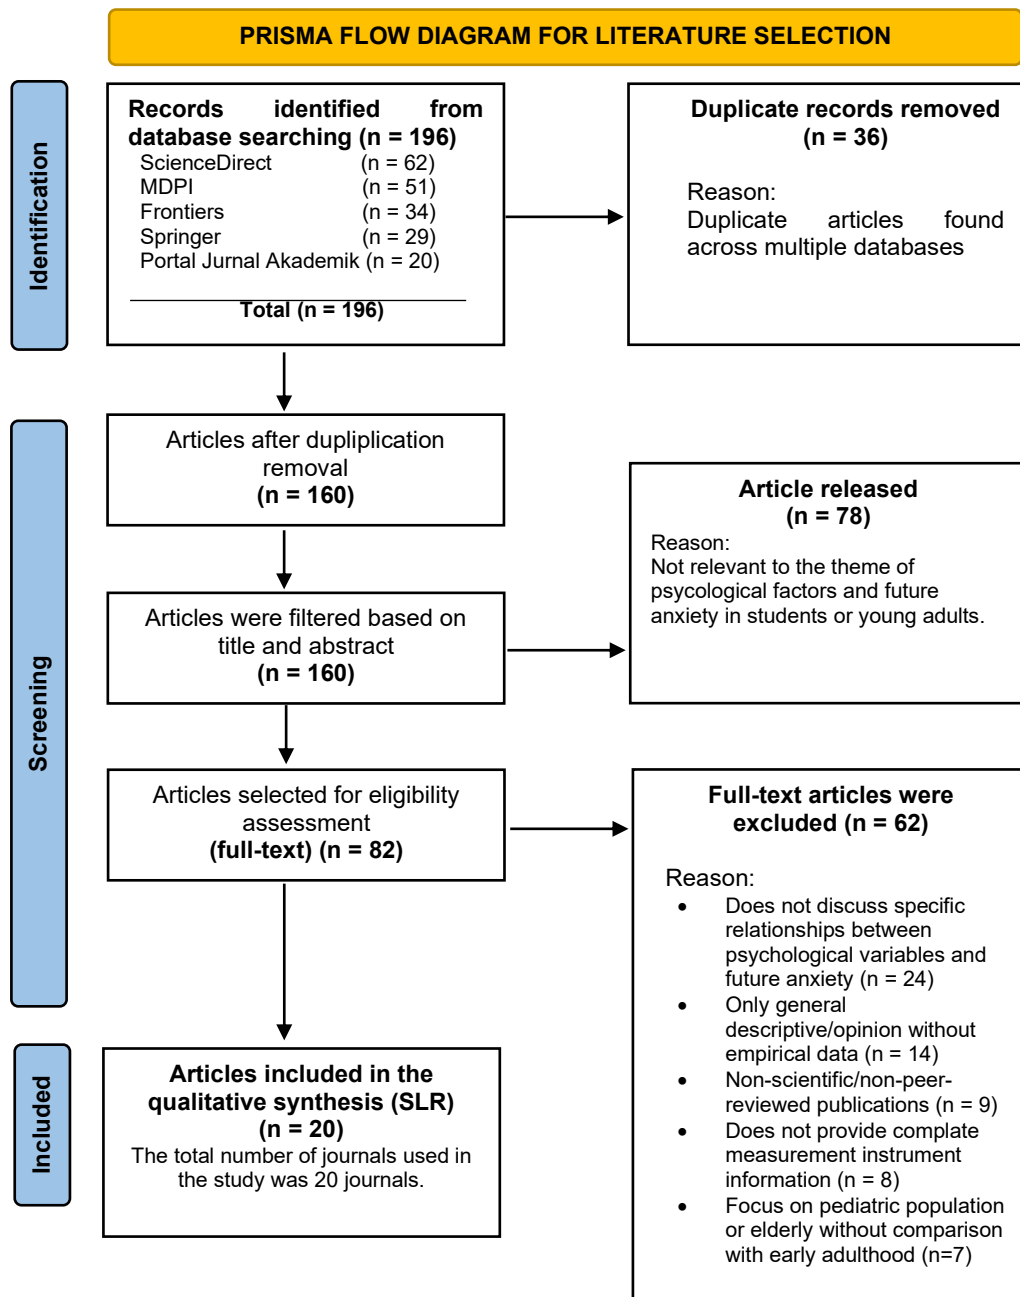 PRISMA FLOW DIAGRAM FOR LITERATURE SELECTION
Identification
Records identified from
database searching (n = 196)
ScienceDirect (n = 62)
MDPI (n = 51)
Frontiers (n = 34)
Springer (n = 29)
Portal Jurnal Akademik (n = 20)
Total (n = 196)
Duplicate records removed
(n = 36)
Reason:
Duplicate articles found
across multiple databases
Screening
Articles after dupliplication
removal
(n = 160)
Articles were filtered based on
title and abstract
(n = 160)
Article released
(n = 78)
Reason:
Not relevant to the theme of
psycological factors and future
anxiety in students or young adults.
Articles selected for eligibility
assessment
(full-text) (n = 82)
Full-text articles were
excluded (n = 62)
Reason:
• Does not discuss specific
relationships between
psychological variables and
future anxiety (n = 24)
• Only general
descriptive/opinion without
empirical data (n = 14)
• Non-scientific/non-peer-
reviewed publications (n = 9)
• Does not provide complate
measurement instrument
information (n = 8)
• Focus on pediatric population
or elderly without comparison
with early adulthood (n=7)
Included
Articles included in the
qualitative synthesis (SLR)
(n = 20)
The total number of journals used in
the study was 20 journals.